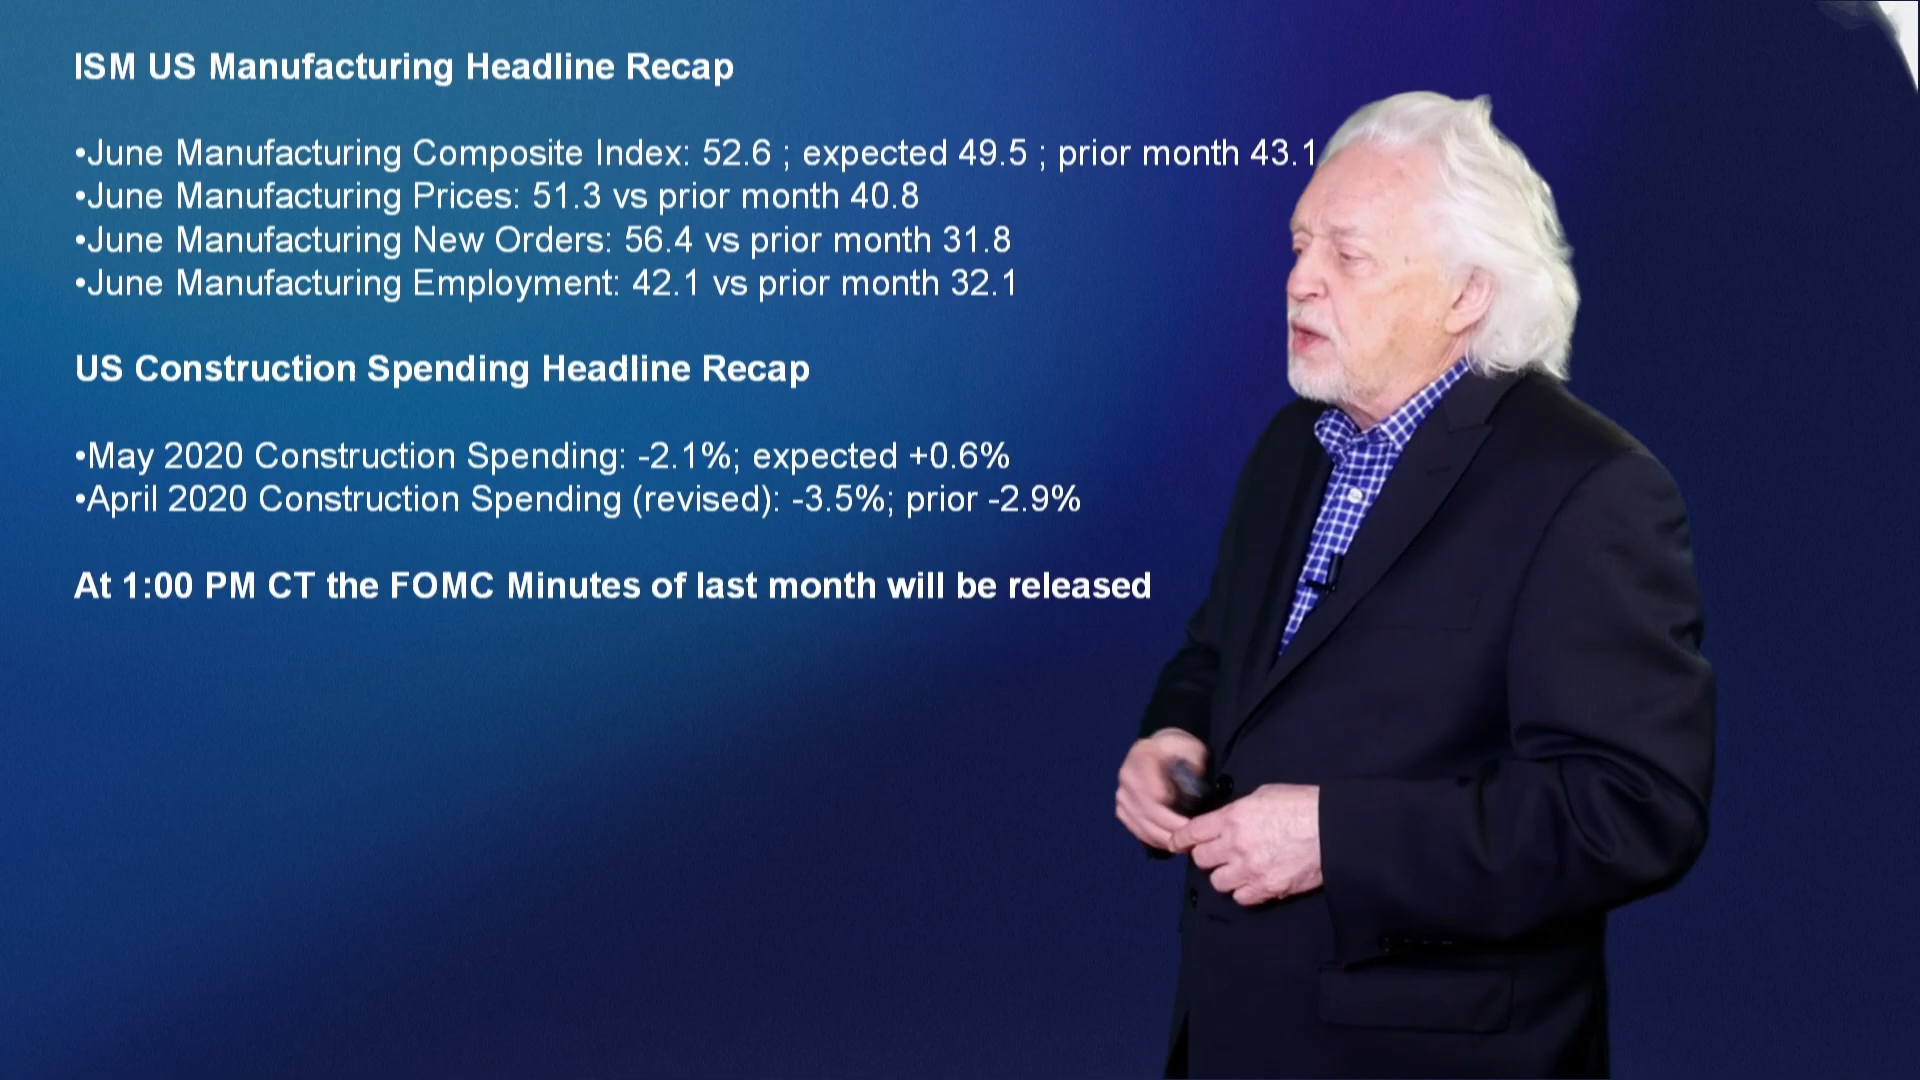 ISM US Manufacturing Headline Recap
•June Manufacturing Composite Index: 52.6 ; expected 49.5 ; prior month 43.1
•June Manufacturing Prices: 51.3 vs prior month 40.8
•June Manufacturing New Orders: 56.4 vs prior month 31.8
•June Manufacturing Employment: 42.1 vs prior month 32.1
US Construction Spending Headline Recap
•May 2020 Construction Spending: -2.1%; expected +0.6%
•April 2020 Construction Spending (revised): -3.5%; prior -2.9%
At 1:00 PM CT the FOMC Minutes of last month will be released